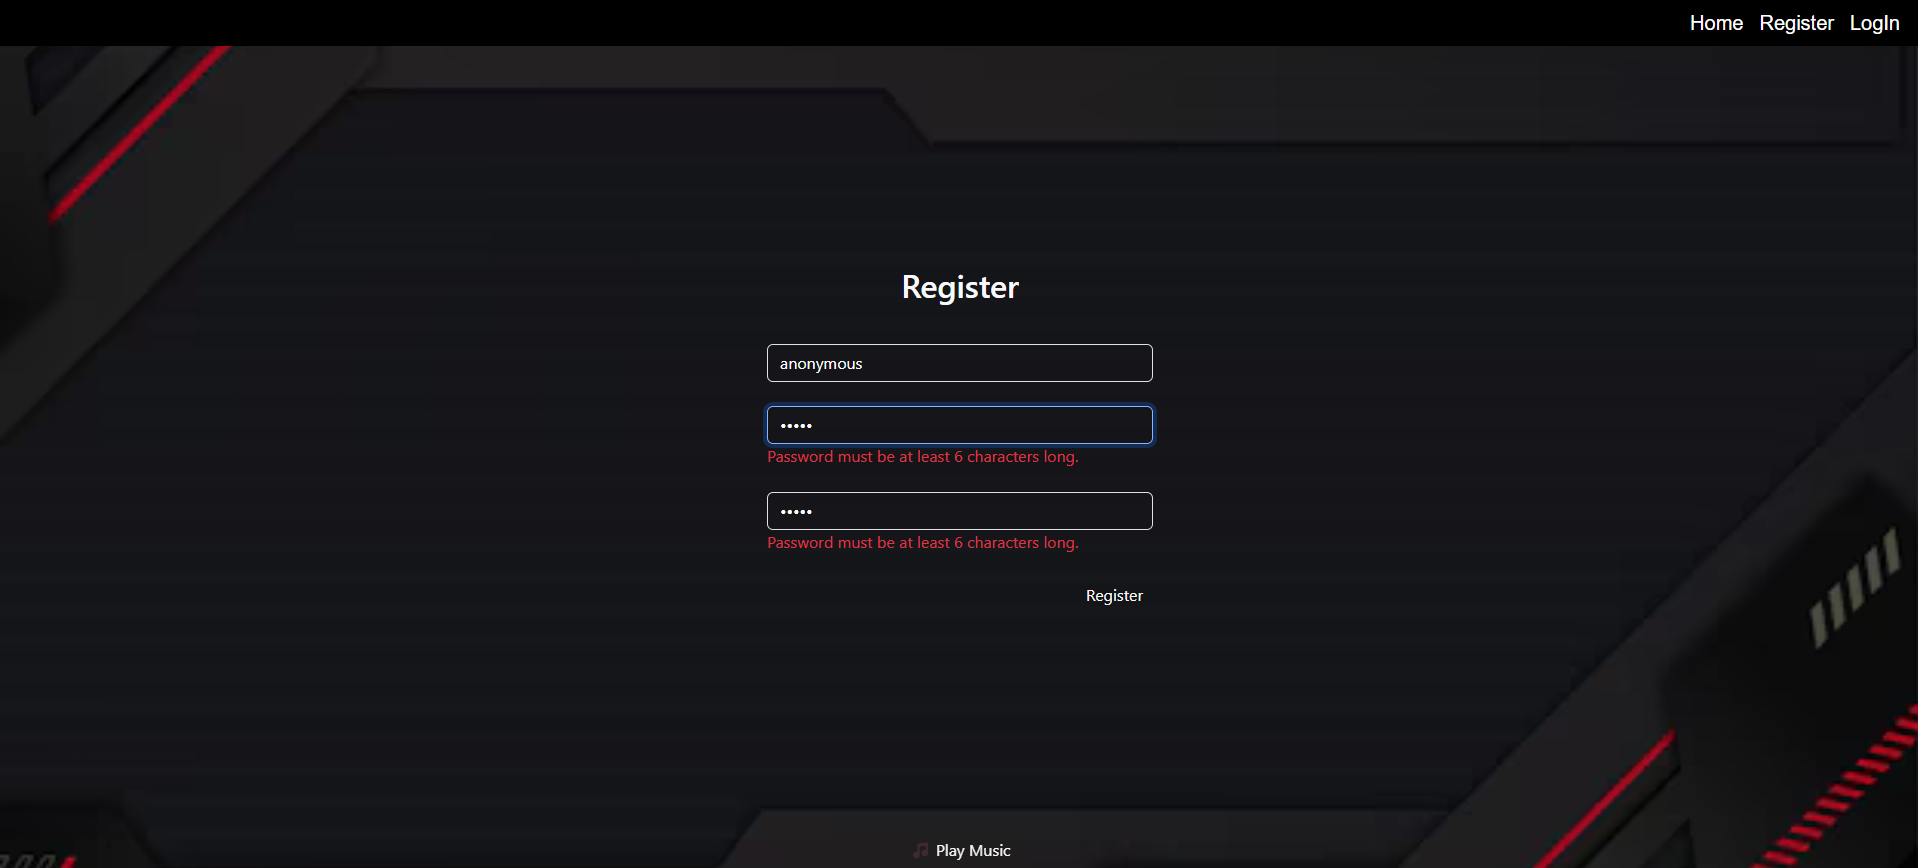 Home Register LogIn
Register
anonymous
•••••
Password must be at least 6 characters long.
•••••
Password must be at least 6 characters long.
Register
🎵 Play Music